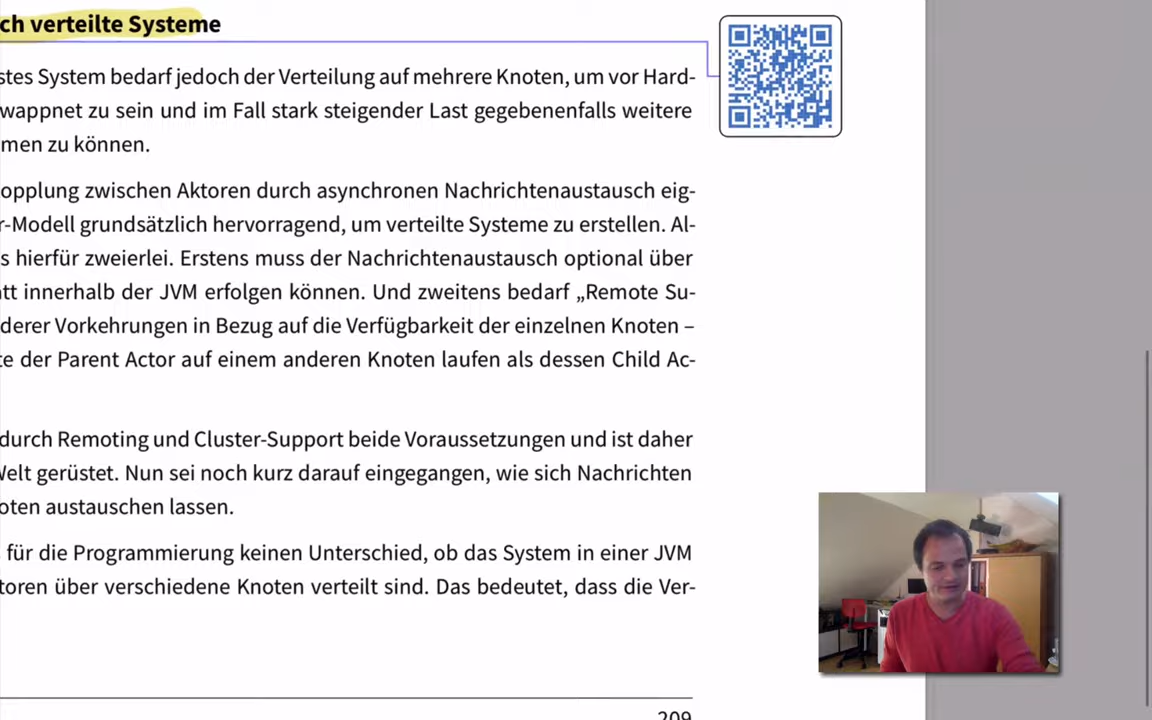 ch verteilte Systeme
stes System bedarf jedoch der Verteilung auf mehrere Knoten, um vor Hard-
wappnet zu sein und im Fall stark steigender Last gegebenenfalls weitere
men zu können.
opplung zwischen Aktoren durch asynchronen Nachrichtenaustausch eig-
r-Modell grundsätzlich hervorragend, um verteilte Systeme zu erstellen. Al-
s hierfür zweierlei. Erstens muss der Nachrichtenaustausch optional über
att innerhalb der JVM erfolgen können. Und zweitens bedarf „Remote Su-
derer Vorkehrungen in Bezug auf die Verfügbarkeit der einzelnen Knoten –
te der Parent Actor auf einem anderen Knoten laufen als dessen Child Ac-
durch Remoting und Cluster-Support beide Voraussetzungen und ist daher
Welt gerüstet. Nun sei noch kurz darauf eingegangen, wie sich Nachrichten
oten austauschen lassen.
für die Programmierung keinen Unterschied, ob das System in einer JVM
toren über verschiedene Knoten verteilt sind. Das bedeutet, dass die Ver-
209